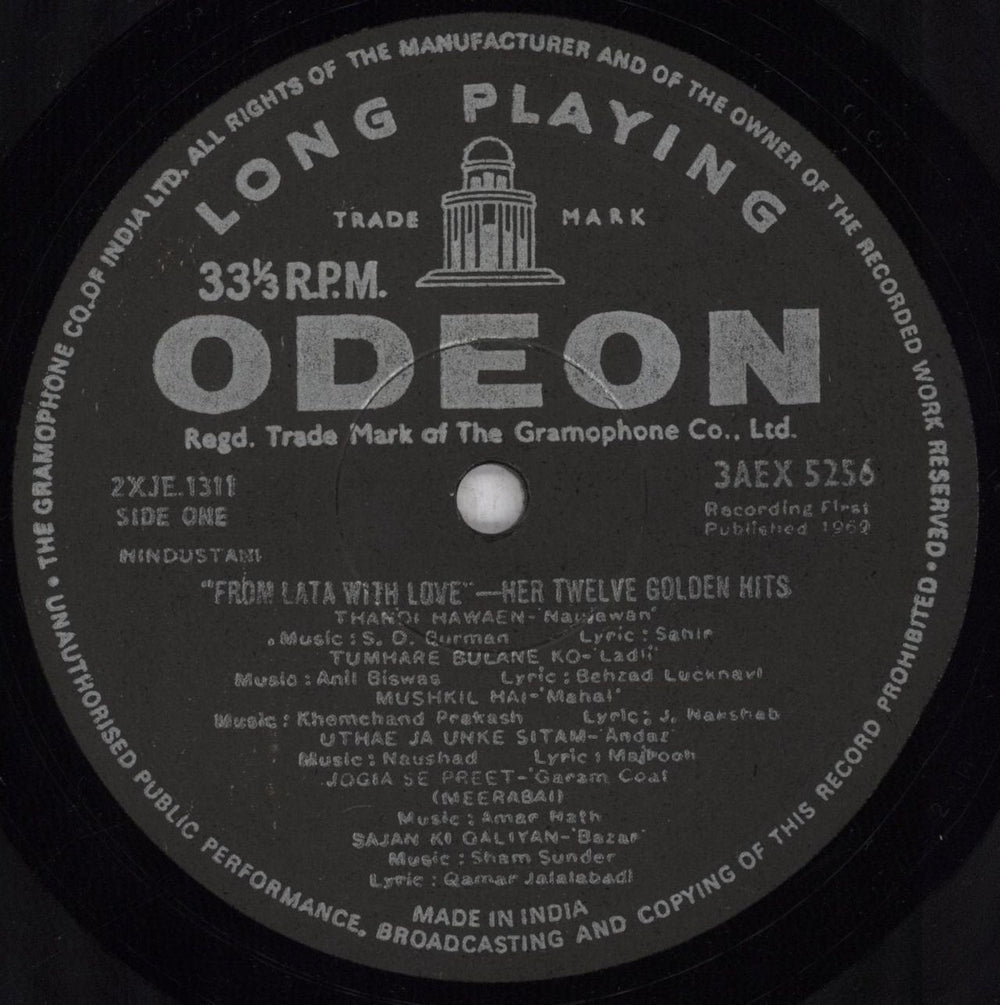 THE GRAMOPHONE CO. OF INDIA LTD. ALL RIGHTS OF THE MANUFACTURER AND OF THE OWNER OF THE RECORDED WORK RESERVED •
UNAUTHORISED PUBLIC PERFORMANCE, BROADCASTING AND COPYING OF THIS RECORD PROHIBITED •
LONG PLAYING
TRADE MARK
33⅓ R.P.M.
ODEON
Regd. Trade Mark of The Gramophone Co., Ltd.
2XJE.1311
SIDE ONE
3AEX 5256
Recording First
Published 1969
HINDUSTANI
"FROM LATA WITH LOVE"—HER TWELVE GOLDEN HITS
THANDI HAWAEN-'Naujawan'
Music : S. D. Burman Lyric : Sahir
TUMHARE BULANE KO-'Ladli'
Music : Anil Biswas Lyric : Behzad Lucknavi
MUSHKIL HAI-'Mahal'
Music : Khemchand Prakash Lyric : J. Nakshab
UTHAE JA UNKE SITAM-'Andaz'
Music : Naushad Lyric : Majrooh
JOGIA SE PREET-'Garam Coat'
(MEERABAI)
Music : Amar Nath
SAJAN KI GALIYAN-'Bazar'
Music : Sham Sunder
Lyric : Qamar Jalalabadi
MADE IN INDIA